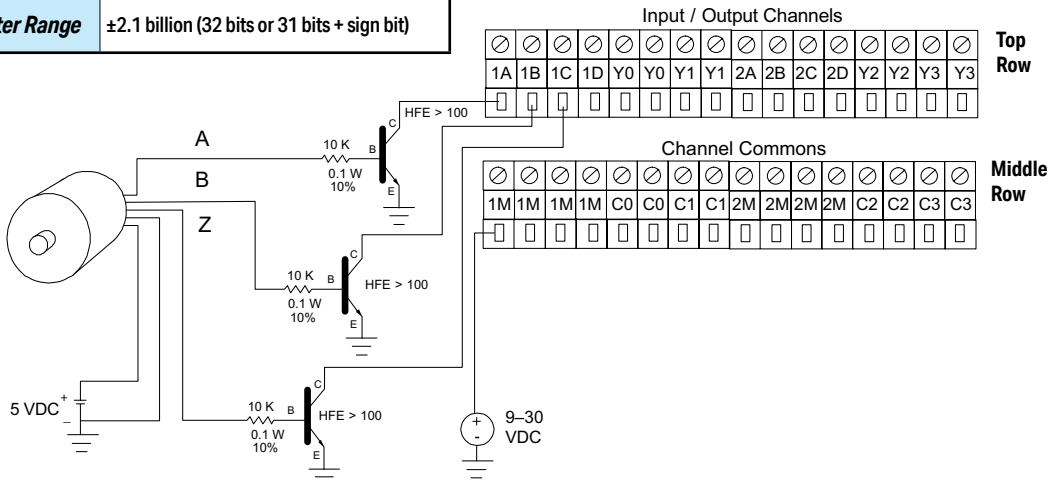 ter Range ±2.1 billion (32 bits or 31 bits + sign bit)
Input / Output Channels
Top
Row
1A 1B 1C 1D Y0 Y0 Y1 Y1 2A 2B 2C 2D Y2 Y2 Y3 Y3
HFE > 100
C
B
E
10 K
0.1 W
10%
A
B
Z
Channel Commons
Middle
Row
1M 1M 1M 1M C0 C0 C1 C1 2M 2M 2M 2M C2 C2 C3 C3
C
10 K
B
HFE > 100
0.1 W
10%
E
C
10 K
B
HFE > 100
0.1 W
10%
E
5 VDC
+
–
+
-
9–30
VDC